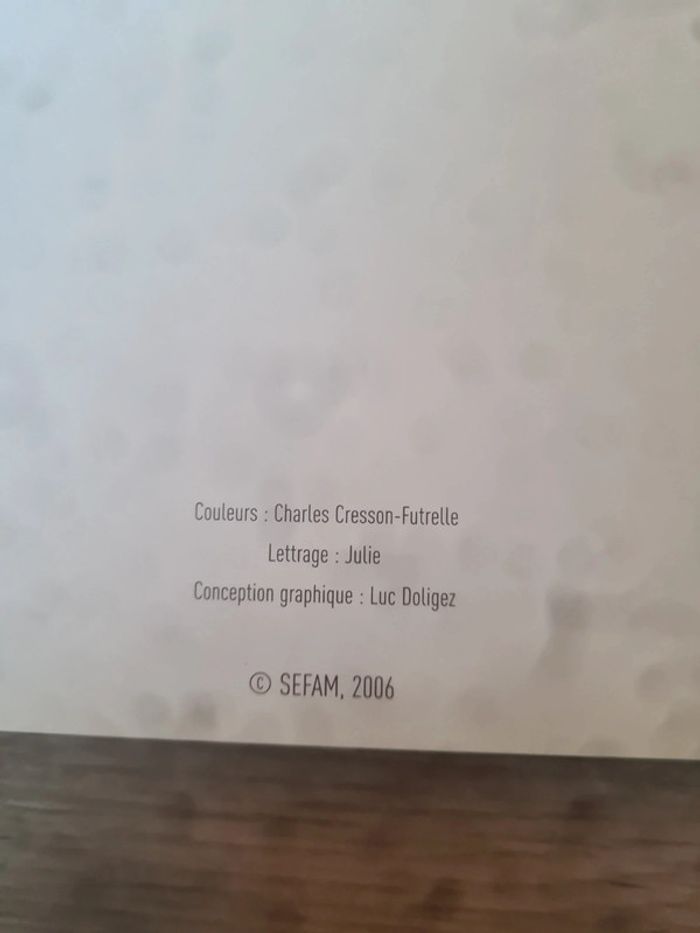 Couleurs : Charles Cresson-Futrelle
Lettrage : Julie
Conception graphique : Luc Doligez
© SEFAM, 2006